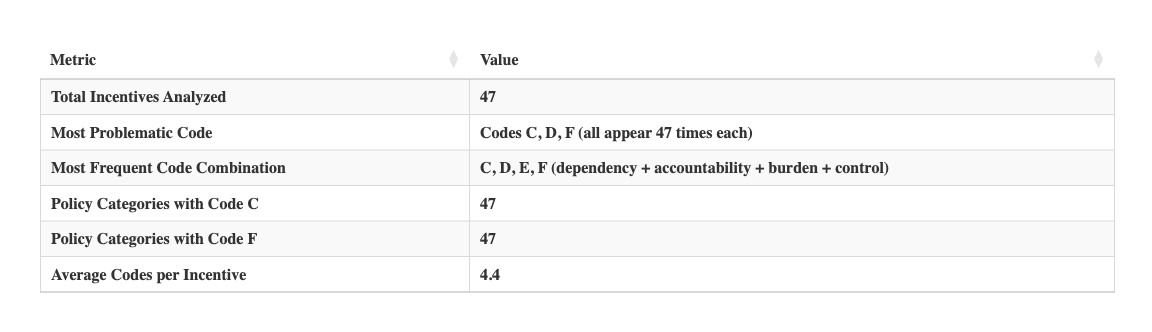 Metric Value
Total Incentives Analyzed 47
Most Problematic Code Codes C, D, F (all appear 47 times each)
Most Frequent Code Combination C, D, E, F (dependency + accountability + burden + control)
Policy Categories with Code C 47
Policy Categories with Code F 47
Average Codes per Incentive 4.4